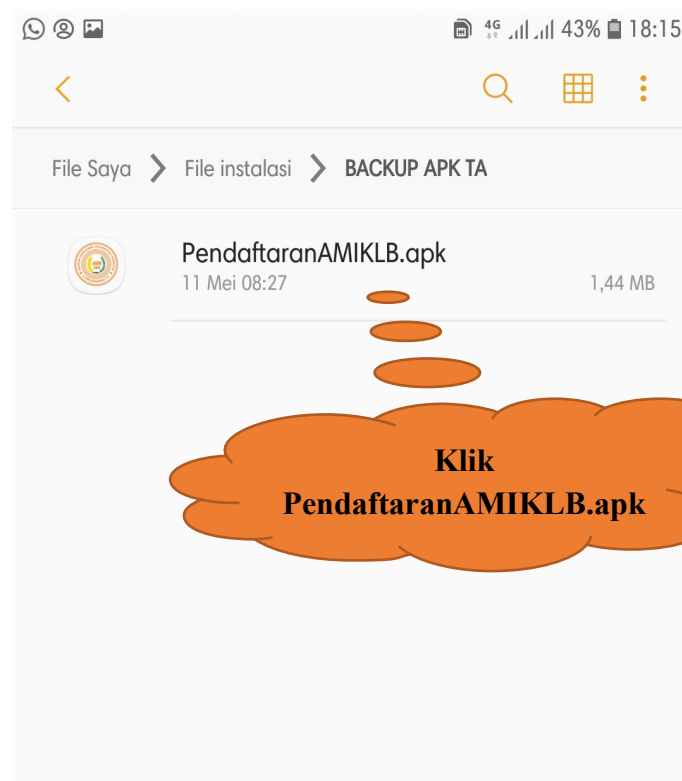 4G 43% 18:15
File Saya File instalasi BACKUP APK TA
PendaftaranAMIKLB.apk
11 Mei 08:27 1,44 MB
Klik
PendaftaranAMIKLB.apk